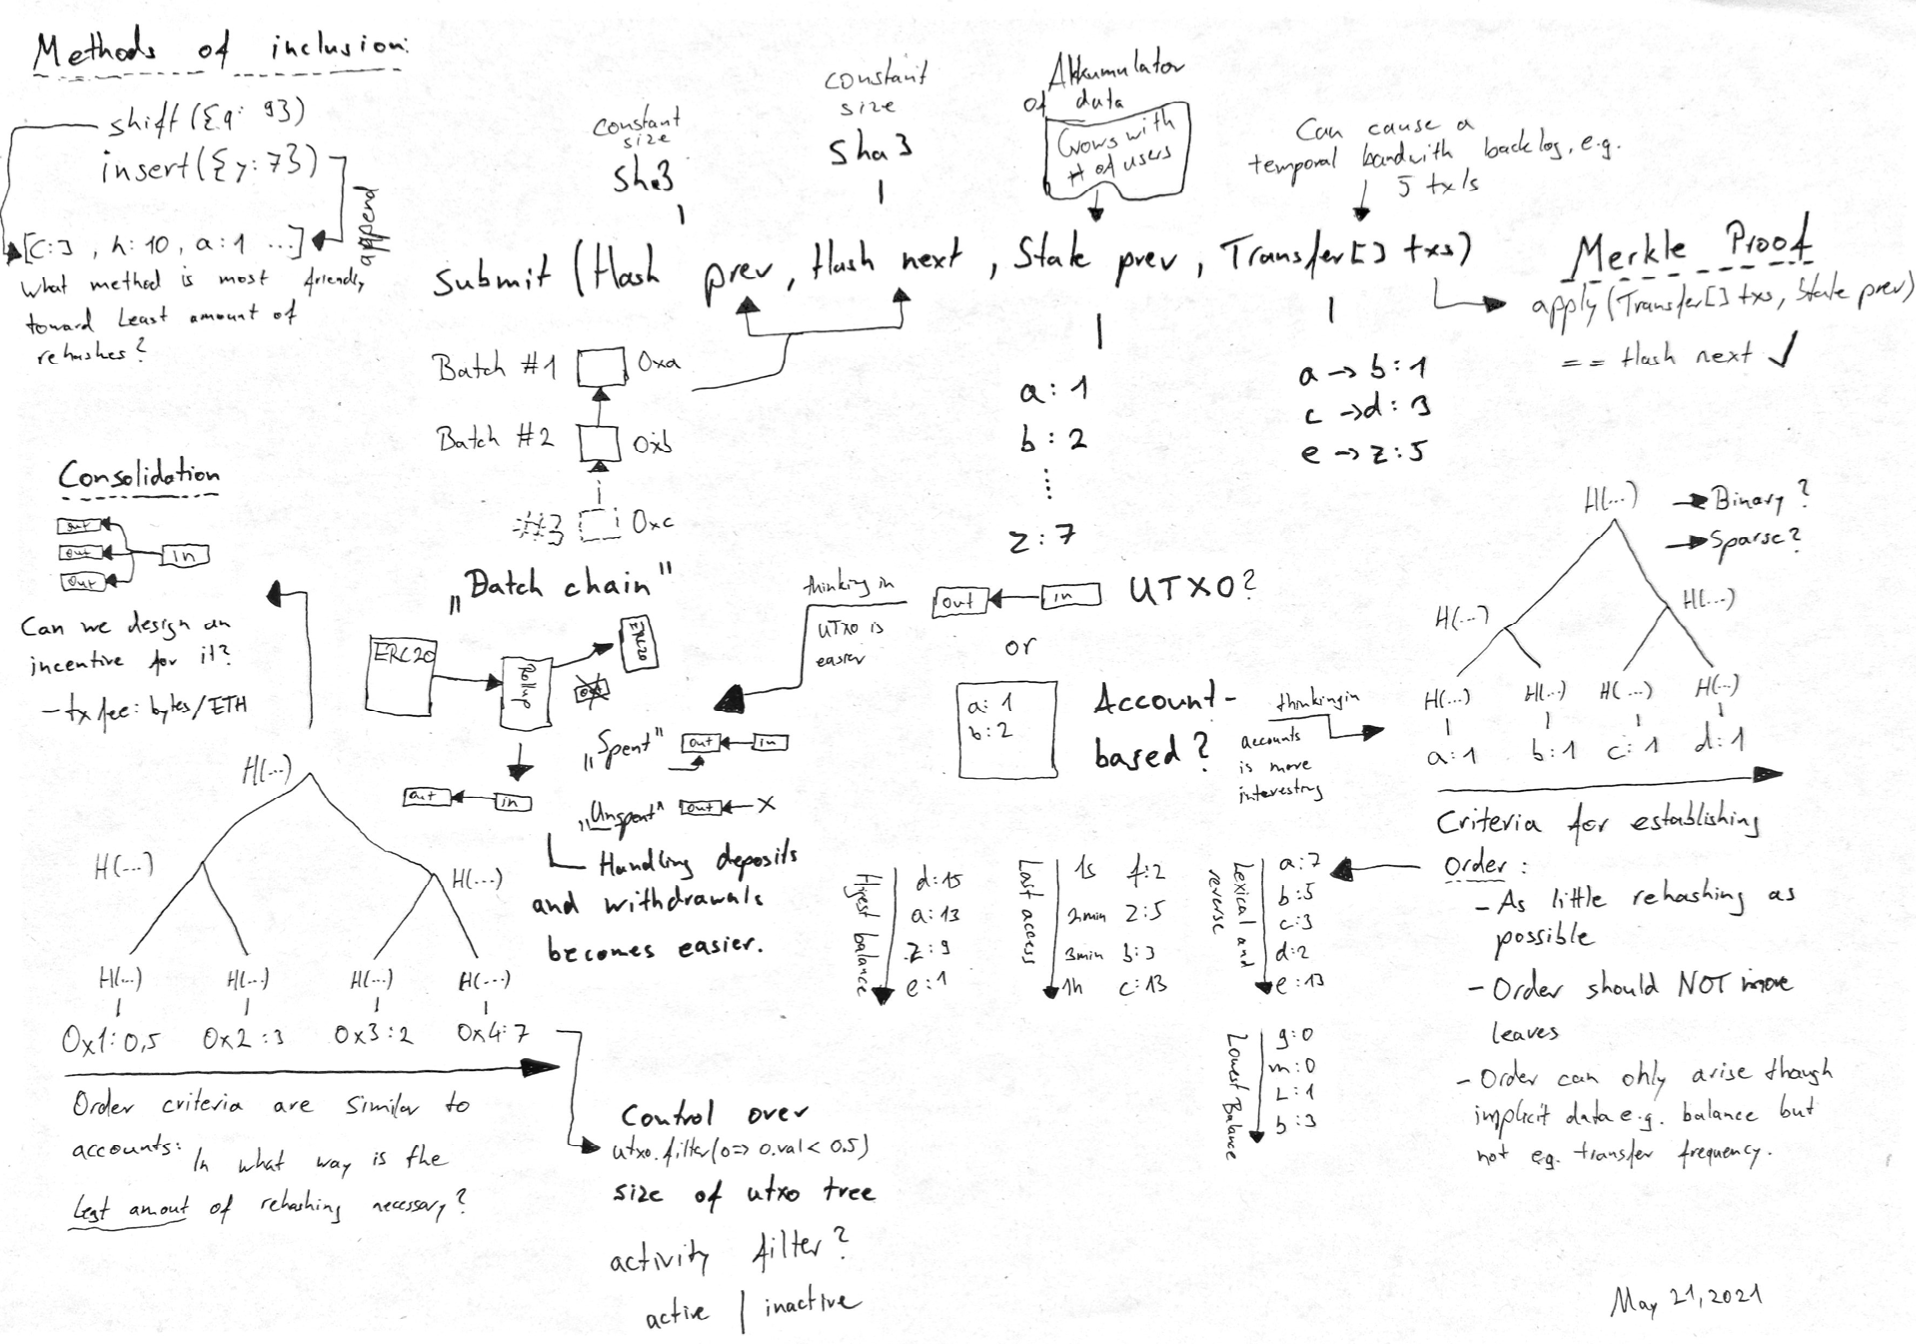 Methods of inclusion:
shift({q: 93})
insert({y:73})
append
[c:3, h:10, a:1 ...]
What method is most friendly
toward Least amount of
rehashes?
constant
size
sha3
constant
size
sha3
Akkumulator
of data
Grows with
# of users
Can cause a
temporal bandwith backlog, e.g.
5 tx/s
submit (Hash prev, Hash next, State prev, Transfer[] txs)
Merkle Proof
apply(Transfer[] txs, State prev)
== Hash next ✓
Batch #1 0xa
Batch #2 0xb
#3 0xc
„Batch chain"
a:1
b:2
z:7
a → b:1
c → d:3
e → z:5
Consolidation
out
out
out
in
Can we design an
incentive for it?
- tx fee: bytes/ETH
ERC20
Rollup
ERC20
out
out
in
thinking in
UTXO is
easier
out
in
UTXO?
or
a:1
b:2
Account-
based?
thinking in
accounts
is more
interesting
„Spent"
out
in
„Unspent"
out
X
Handling deposits
and withdrawals
becomes easier.
H(...)
→ Binary?
→ Sparse?
H(...)
H(...)
H(...) H(...) H(...) H(...)
a:1 b:1 c:1 d:1
Criteria for establishing
Order:
- As little rehashing as
possible
- Order should NOT move
leaves
- Order can only arise though
implicit data e.g. balance but
not e.g. transfer frequency.
Higest balance
d:15
a:13
z:9
e:1
Last access
1s f:2
2min z:5
3min b:3
1h c:13
Lexical and
reverse
a:7
b:5
c:3
d:2
e:13
Lowest Balance
g:0
m:0
L:1
b:3
H(...)
H(...)
H(...)
H(...) H(...) H(...) H(...)
0x1:0,5 0x2:3 0x3:2 0x4:7
Order criteria are similar to
accounts: In what way is the
Legt amout of rehashing necessary?
Control over
utxo.filter(o=> o.val < 0.5)
size of utxo tree
activity filter?
active | inactive
May 21, 2021